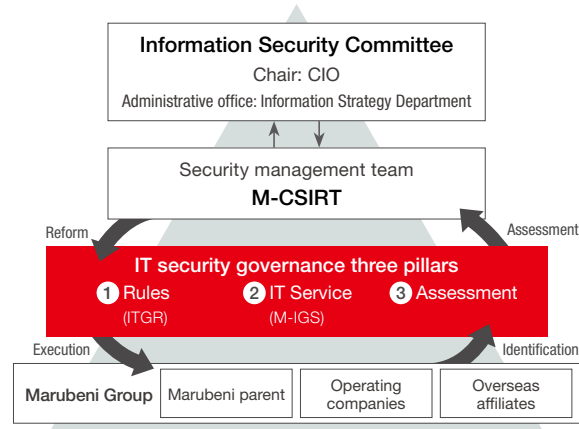 Information Security Committee
Chair: CIO
Administrative office: Information Strategy Department
Security management team
M-CSIRT
Reform
Assessment
IT security governance three pillars
1 Rules
(ITGR)
2 IT Service
(M-IGS)
3 Assessment
Execution
Identification
Marubeni Group
Marubeni parent
Operating
companies
Overseas
affiliates